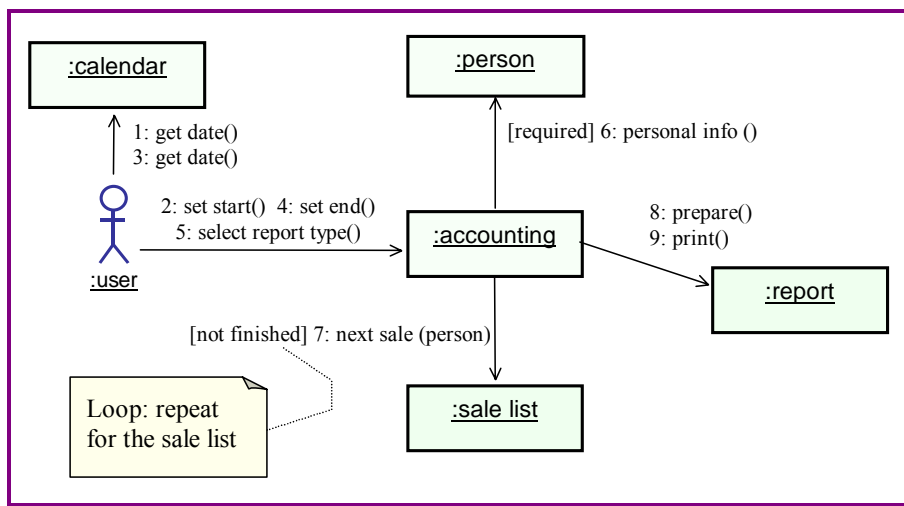 :calendar
:person
1: get date()
3: get date()
[required] 6: personal info ()
2: set start()  4: set end()
5: select report type()
:accounting
8: prepare()
9: print()
:user
:report
[not finished] 7: next sale (person)
Loop: repeat
for the sale list
:sale list